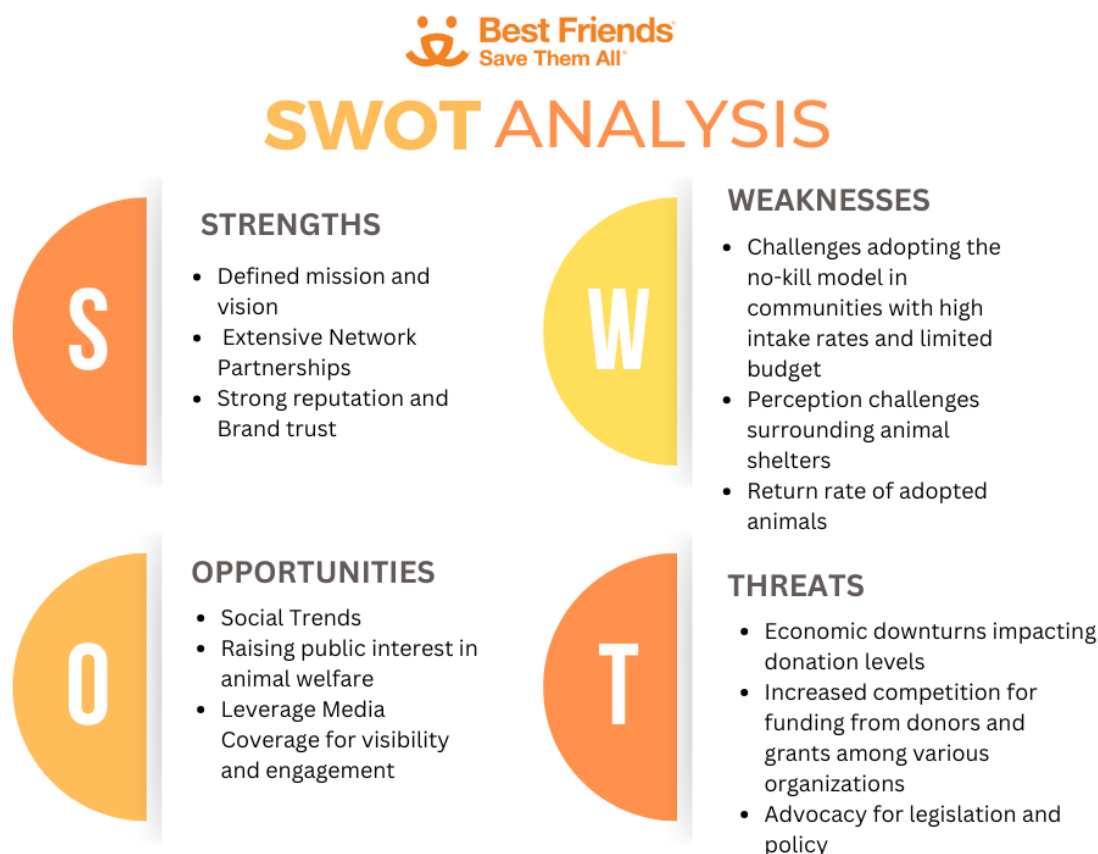 Best Friends®
Save Them All®
SWOT ANALYSIS
S
STRENGTHS
• Defined mission and
vision
• Extensive Network
Partnerships
• Strong reputation and
Brand trust
W
WEAKNESSES
• Challenges adopting the
no-kill model in
communities with high
intake rates and limited
budget
• Perception challenges
surrounding animal
shelters
• Return rate of adopted
animals
O
OPPORTUNITIES
• Social Trends
• Raising public interest in
animal welfare
• Leverage Media
Coverage for visibility
and engagement
T
THREATS
• Economic downturns impacting
donation levels
• Increased competition for
funding from donors and
grants among various
organizations
• Advocacy for legislation and
policy